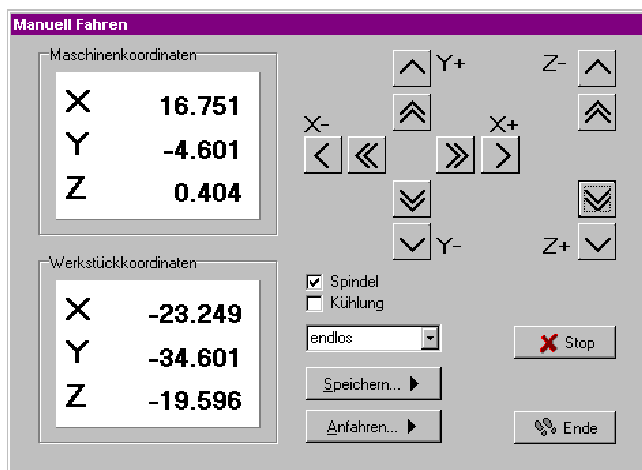 Manuell Fahren
Maschinenkoordinaten
X 16.751
Y -4.601
Z 0.404
Y+ Z-
X- X+
Y- Z+
Werkstückkoordinaten
X -23.249
Y -34.601
Z -19.596
Spindel
Kühlung
endlos
Stop
Speichern...
Anfahren...
Ende